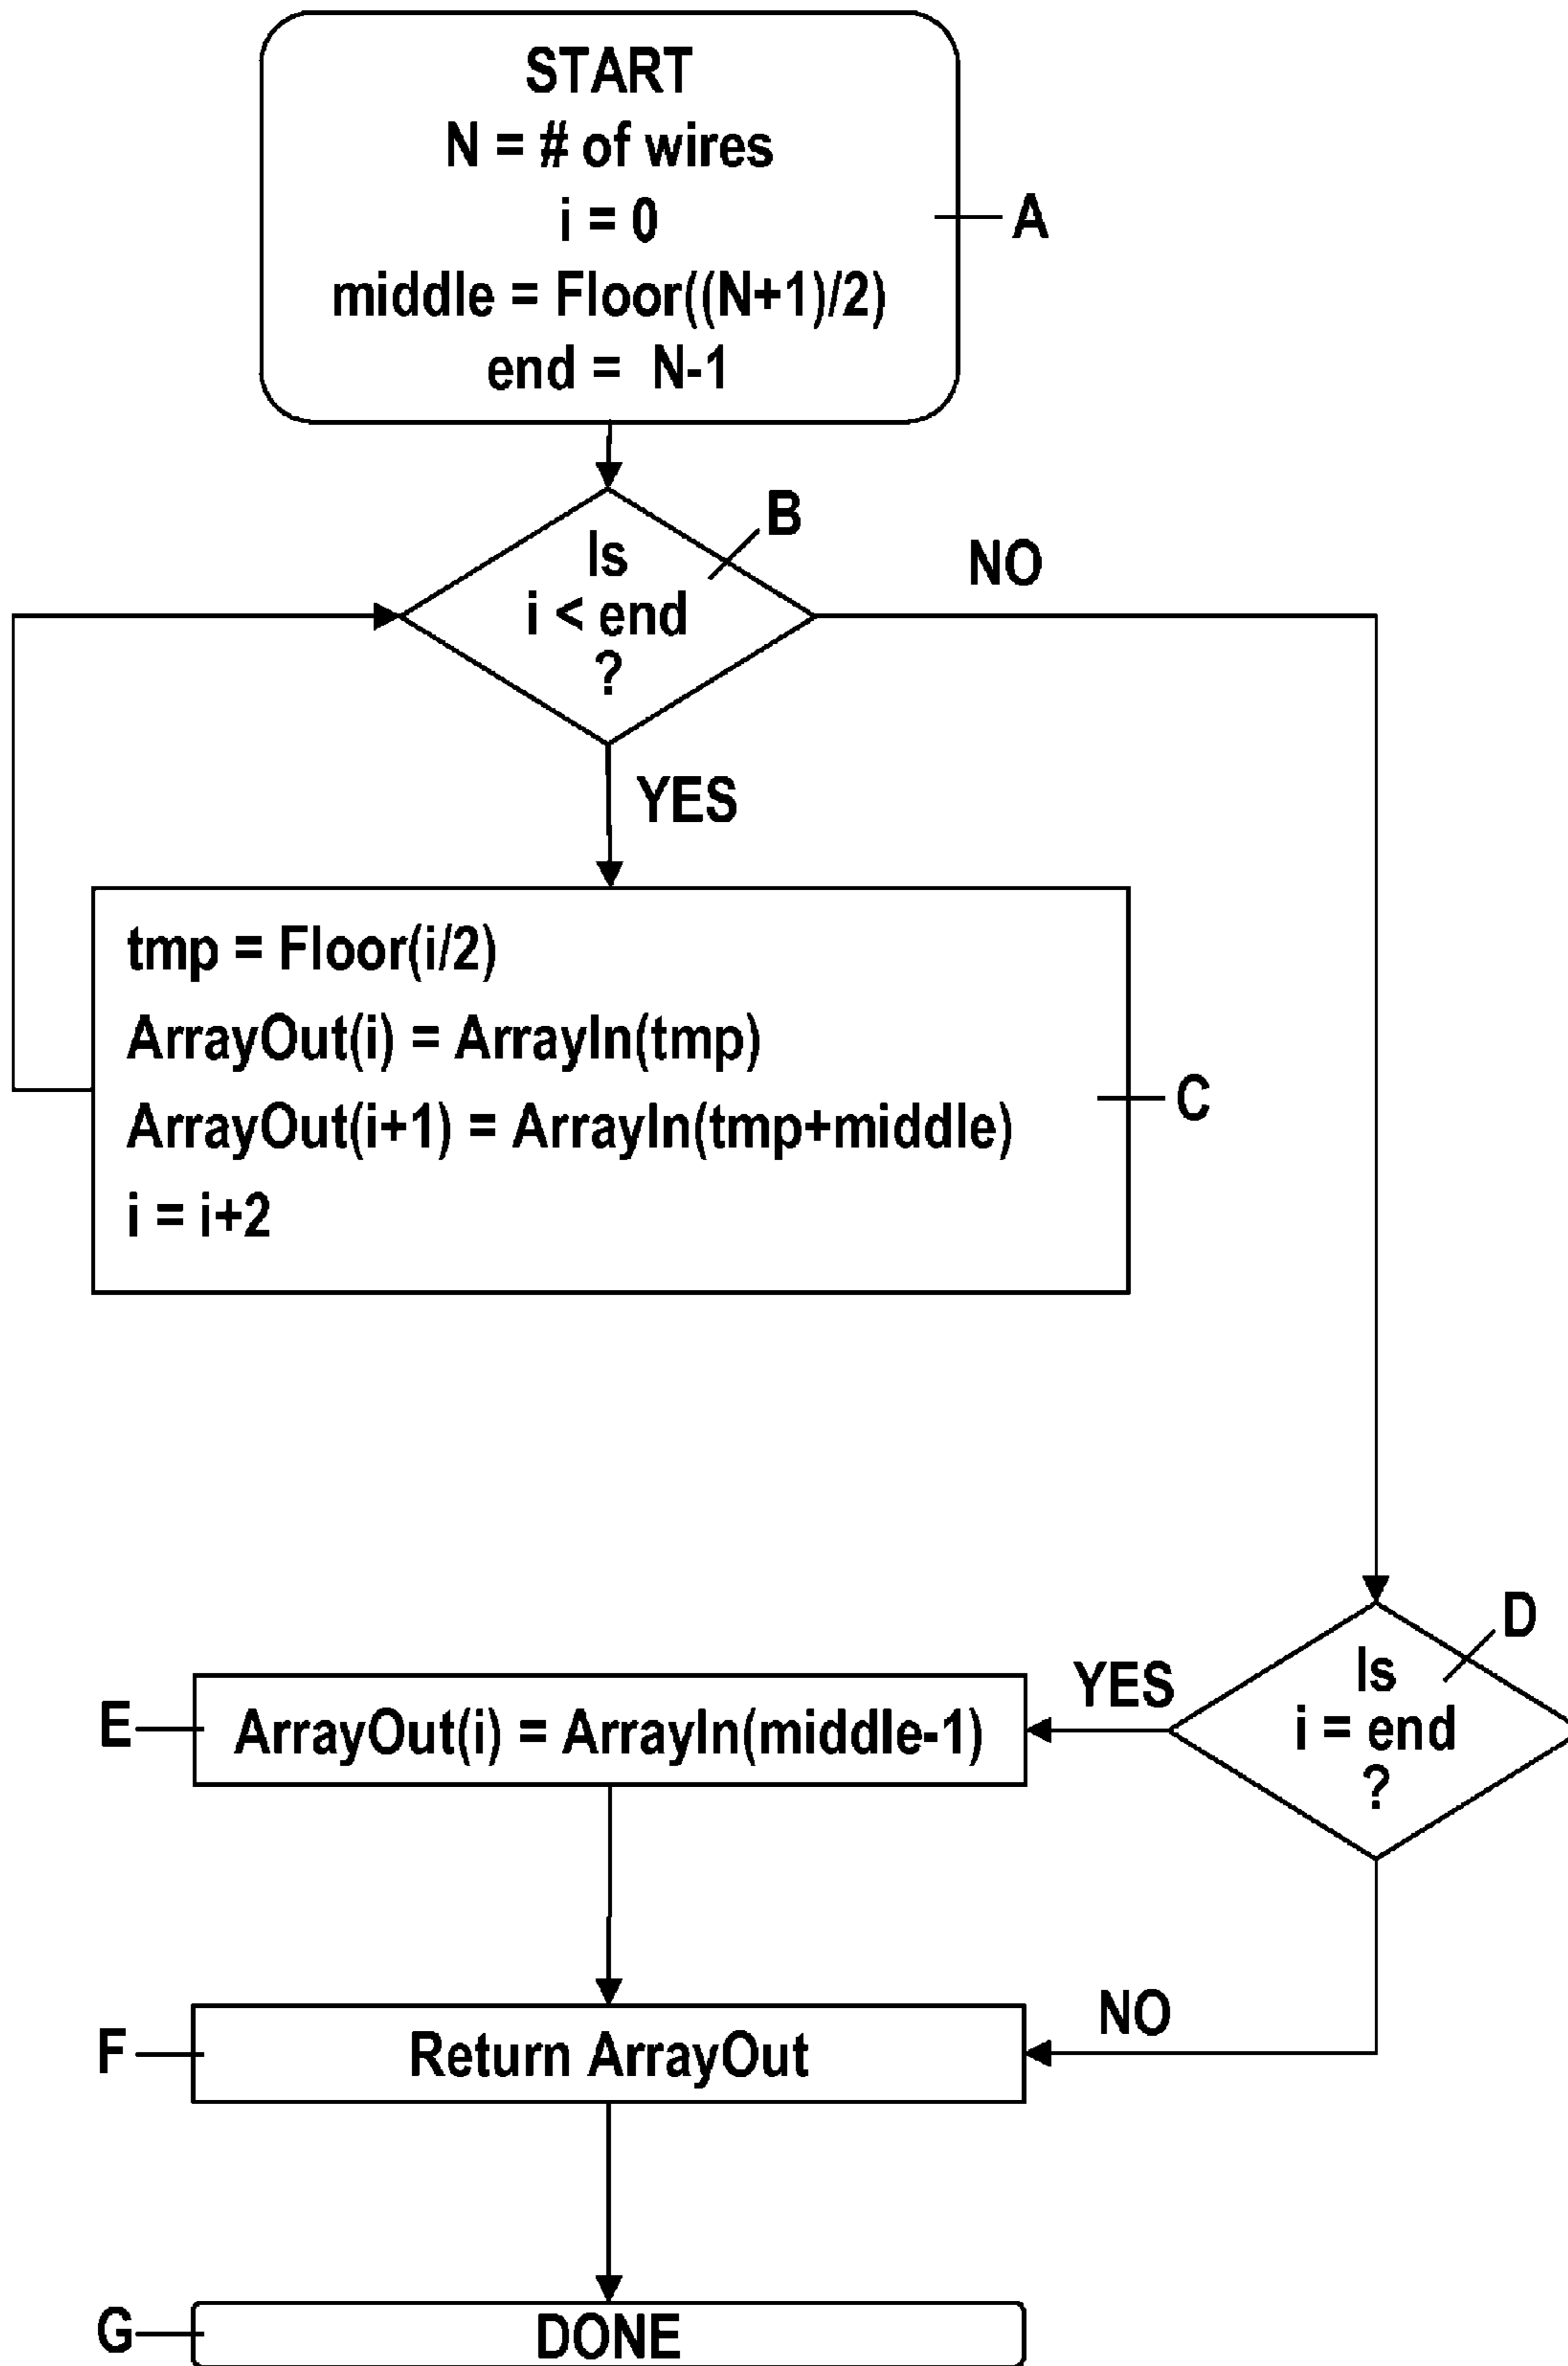 START
N = # of wires
i = 0
middle = Floor((N+1)/2)
end = N-1
A
B
Is
i < end
?
NO
YES
tmp = Floor(i/2)
ArrayOut(i) = ArrayIn(tmp)
ArrayOut(i+1) = ArrayIn(tmp+middle)
i = i+2
C
D
Is
i = end
?
YES
E
ArrayOut(i) = ArrayIn(middle-1)
NO
F
Return ArrayOut
G
DONE